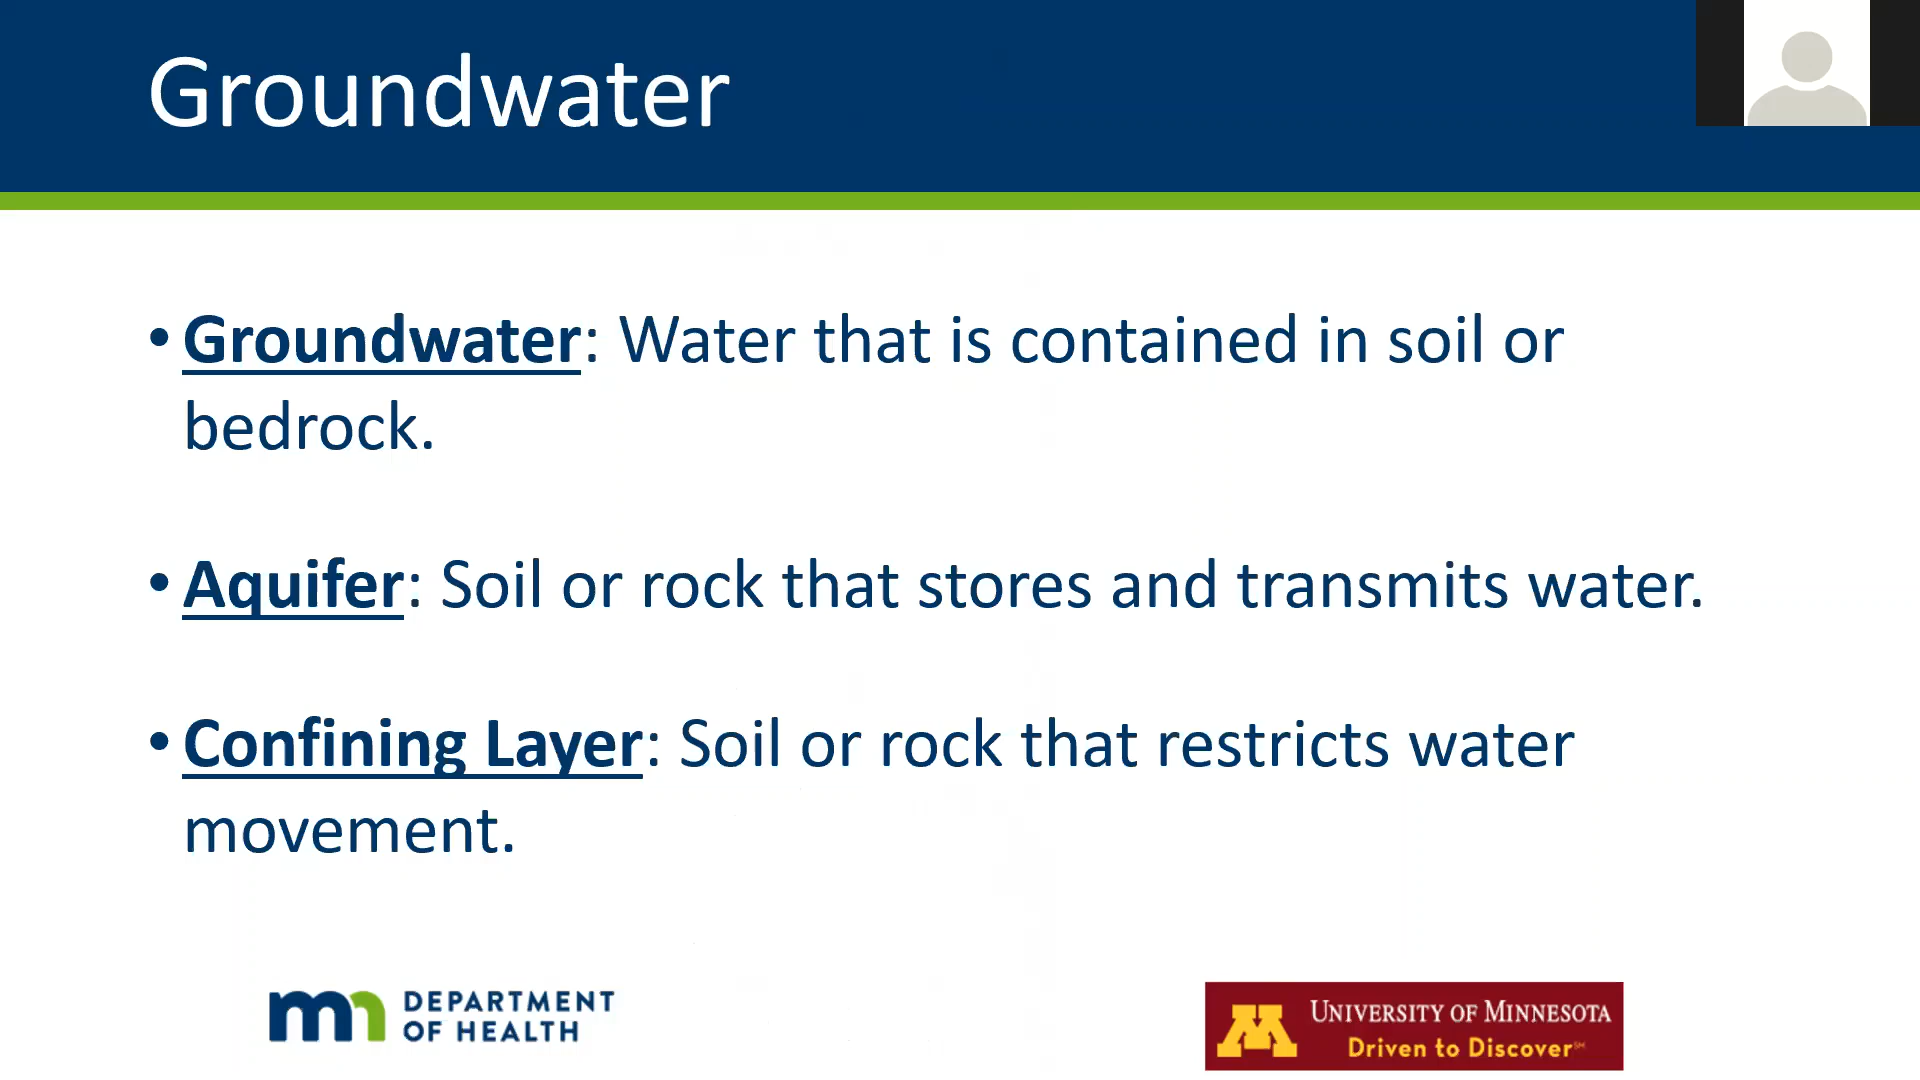 Groundwater
• Groundwater: Water that is contained in soil or
bedrock.
• Aquifer: Soil or rock that stores and transmits water.
• Confining Layer: Soil or rock that restricts water
movement.
mn DEPARTMENT
OF HEALTH
M UNIVERSITY OF MINNESOTA
Driven to Discover℠